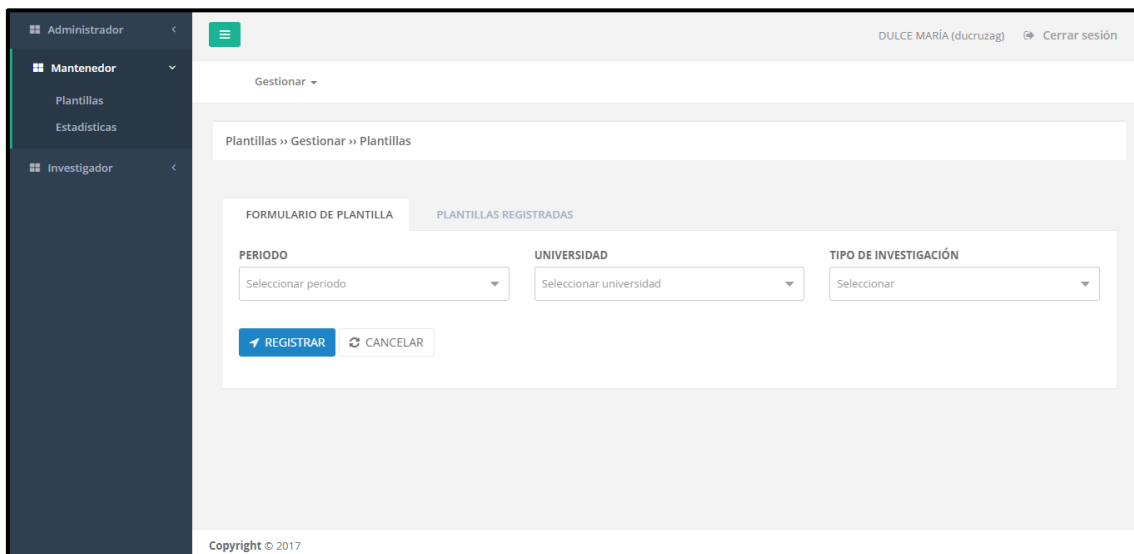 Administrador
Mantenedor
Plantillas
Estadísticas
Investigador
DULCE MARÍA (ducruzag) Cerrar sesión
Gestionar
Plantillas ›› Gestionar ›› Plantillas
FORMULARIO DE PLANTILLA PLANTILLAS REGISTRADAS
PERIODO UNIVERSIDAD TIPO DE INVESTIGACIÓN
Seleccionar periodo Seleccionar universidad Seleccionar
REGISTRAR CANCELAR
Copyright © 2017